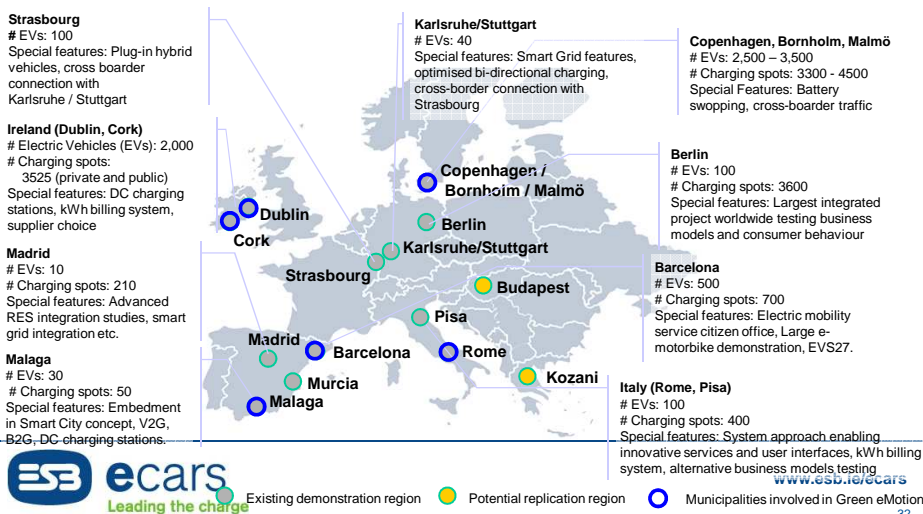 Strasbourg
# EVs: 100
Special features: Plug-in hybrid
vehicles, cross boarder
connection with
Karlsruhe / Stuttgart
Karlsruhe/Stuttgart
# EVs: 40
Special features: Smart Grid features,
optimised bi-directional charging,
cross-border connection with
Strasbourg
Copenhagen, Bornholm, Malmö
# EVs: 2,500 – 3,500
# Charging spots: 3300 - 4500
Special Features: Battery
swopping, cross-boarder traffic
Ireland (Dublin, Cork)
# Electric Vehicles (EVs): 2,000
# Charging spots:
3525 (private and public)
Special features: DC charging
stations, kWh billing system,
supplier choice
Berlin
# EVs: 100
# Charging spots: 3600
Special features: Largest integrated
project worldwide testing business
models and consumer behaviour
Madrid
# EVs: 10
# Charging spots: 210
Special features: Advanced
RES integration studies, smart
grid integration etc.
Barcelona
# EVs: 500
# Charging spots: 700
Special features: Electric mobility
service citizen office, Large e-
motorbike demonstration, EVS27.
Malaga
# EVs: 30
# Charging spots: 50
Special features: Embedment
in Smart City concept, V2G,
B2G, DC charging stations.
Italy (Rome, Pisa)
# EVs: 100
# Charging spots: 400
Special features: System approach enabling
innovative services and user interfaces, kWh billing
system, alternative business models testing
Copenhagen /
Bornholm / Malmö
Dublin
Cork
Berlin
Karlsruhe/Stuttgart
Strasbourg
Budapest
Pisa
Madrid
Barcelona
Rome
Murcia
Kozani
Malaga
ESB ecars
Leading the charge
www.esb.ie/ecars
Existing demonstration region
Potential replication region
Municipalities involved in Green eMotion
32